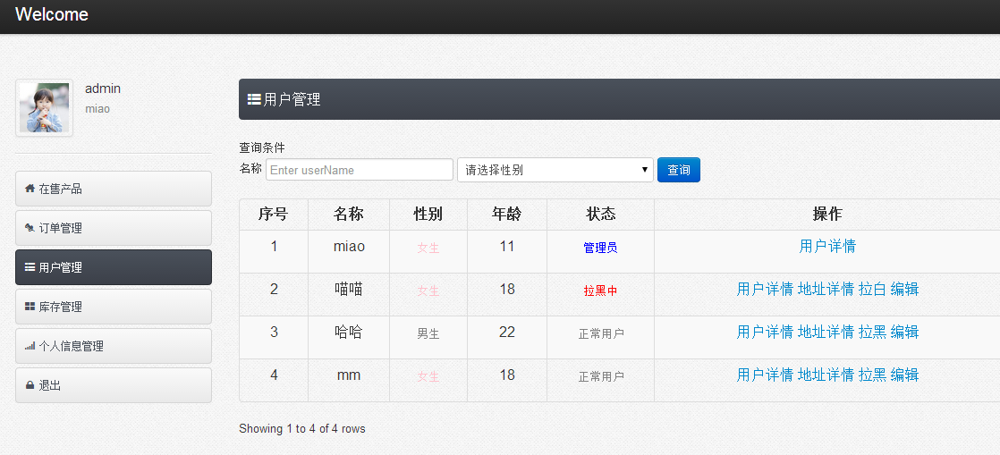 Welcome
admin
miao
在售产品
订单管理
用户管理
库存管理
个人信息管理
退出
用户管理
查询条件
名称 Enter userName 请选择性别 查询
序号 名称 性别 年龄 状态 操作
1 miao 女生 11 管理员 用户详情
2 喵喵 女生 18 拉黑中 用户详情 地址详情 拉白 编辑
3 哈哈 男生 22 正常用户 用户详情 地址详情 拉黑 编辑
4 mm 女生 18 正常用户 用户详情 地址详情 拉黑 编辑
Showing 1 to 4 of 4 rows